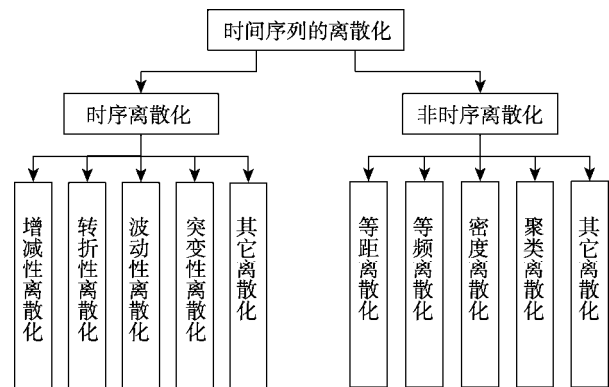 时间序列的离散化
时序离散化
非时序离散化
增减性离散化
转折性离散化
波动性离散化
突变性离散化
其它离散化
等距离散化
等频离散化
密度离散化
聚类离散化
其它离散化